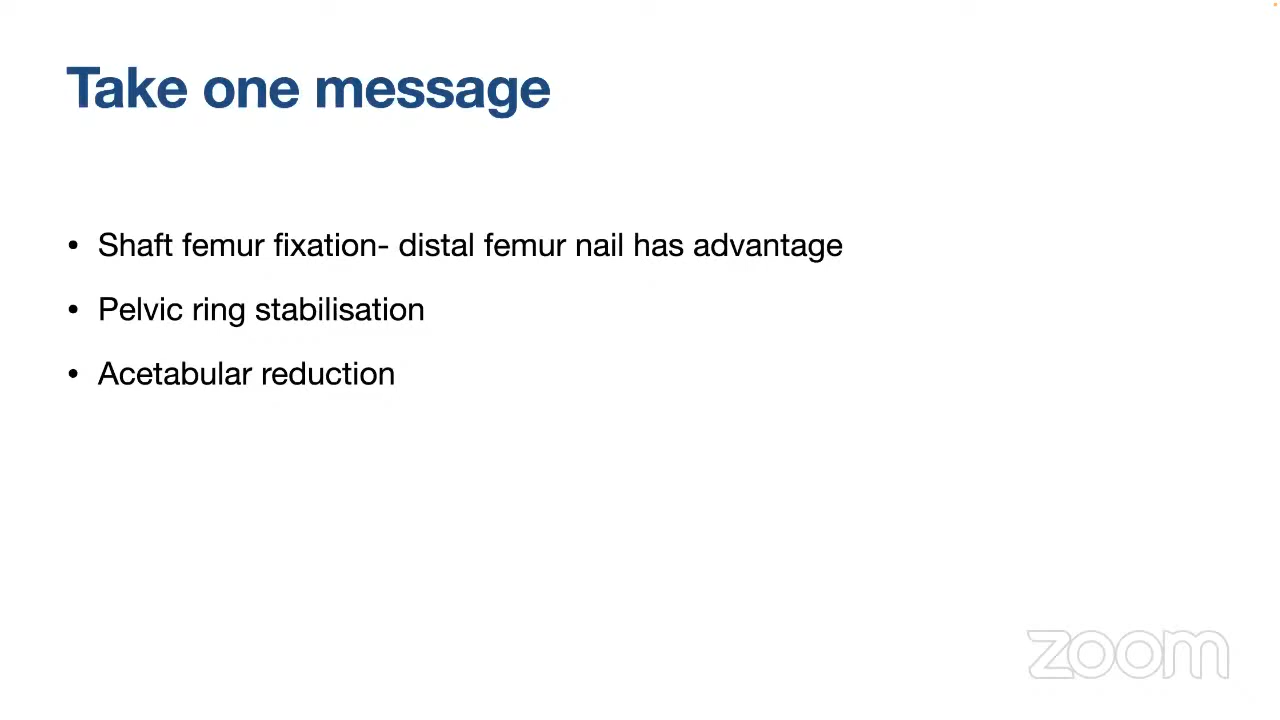 Take one message
• Shaft femur fixation- distal femur nail has advantage
• Pelvic ring stabilisation
• Acetabular reduction
zoom